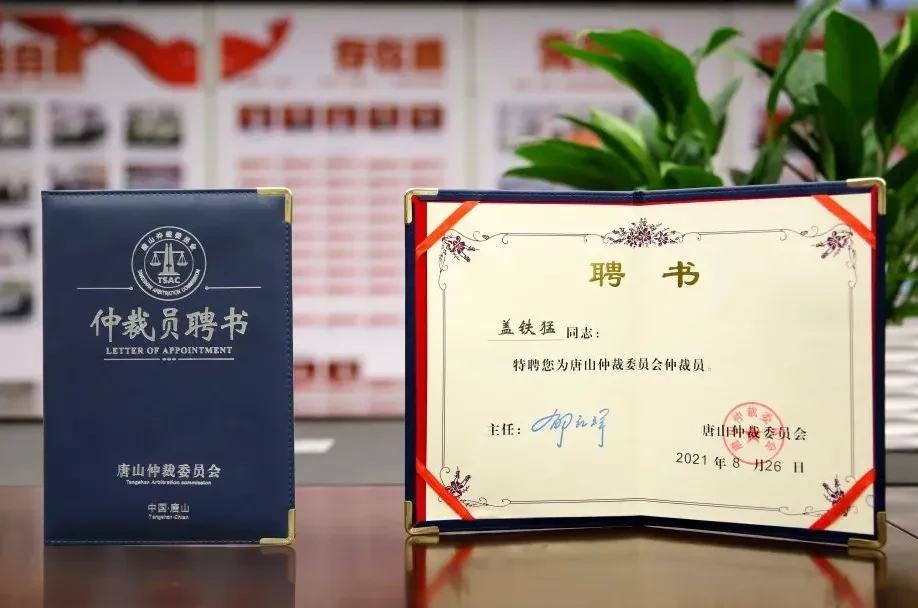 唐山仲裁委员会
TANGSHAN ARBITRATION COMMISSION
TSAC
仲裁员聘书
LETTER OF APPOINTMENT
唐山仲裁委员会
Tangshan Arbitration commission
中国·唐山
聘书
盖铁猛同志：
特聘您为唐山仲裁委员会仲裁员。
主任：
唐山仲裁委员会
2021年8月26日